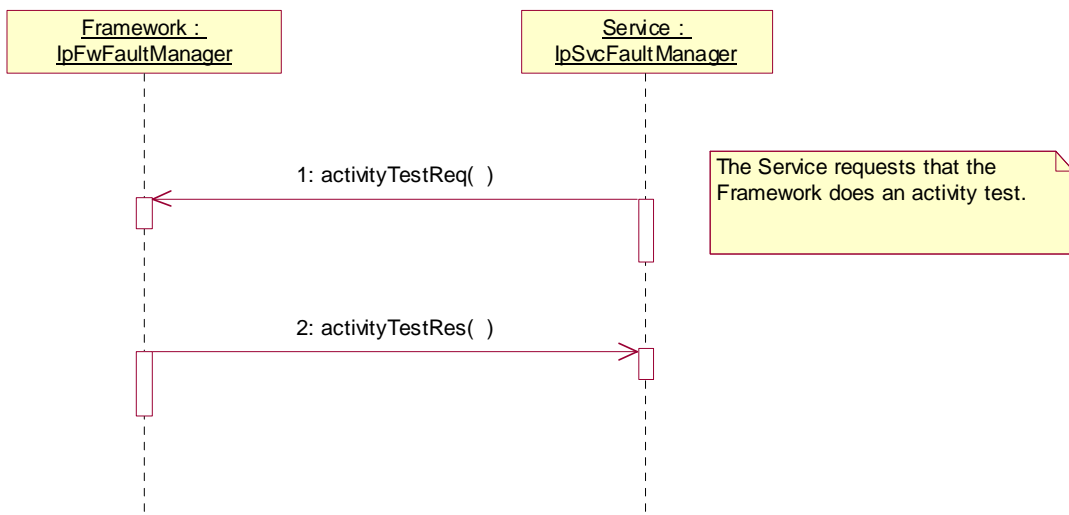 Framework :
IpFwFaultManager
Service :
IpSvcFaultManager
1: activityTestReq( )
The Service requests that the
Framework does an activity test.
2: activityTestRes( )